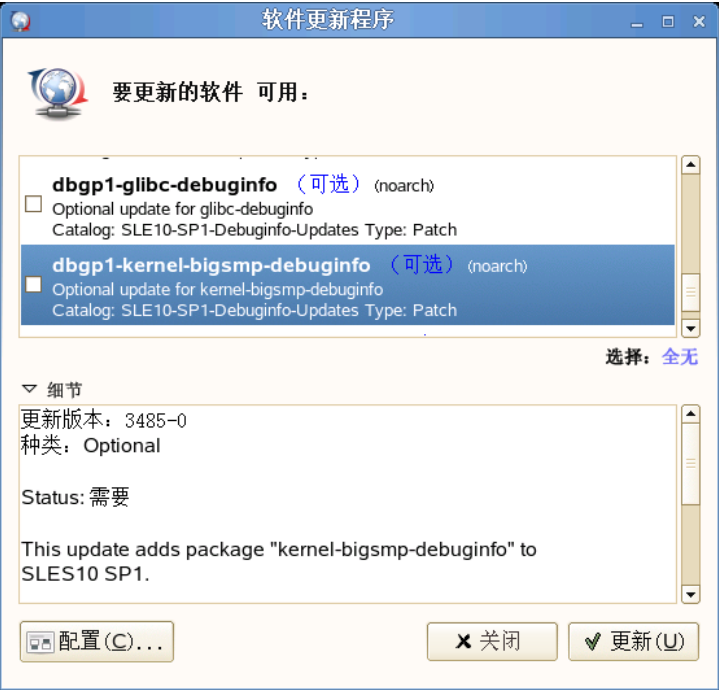 软件更新程序
要更新的软件 可用：
dbgp1-glibc-debuginfo （可选） (noarch)
Optional update for glibc-debuginfo
Catalog: SLE10-SP1-Debuginfo-Updates Type: Patch
dbgp1-kernel-bigsmp-debuginfo （可选） (noarch)
Optional update for kernel-bigsmp-debuginfo
Catalog: SLE10-SP1-Debuginfo-Updates Type: Patch
选择： 全无
细节
更新版本： 3485-0
种类： Optional
Status: 需要
This update adds package "kernel-bigsmp-debuginfo" to
SLES10 SP1.
配置(C)... 关闭 更新(U)